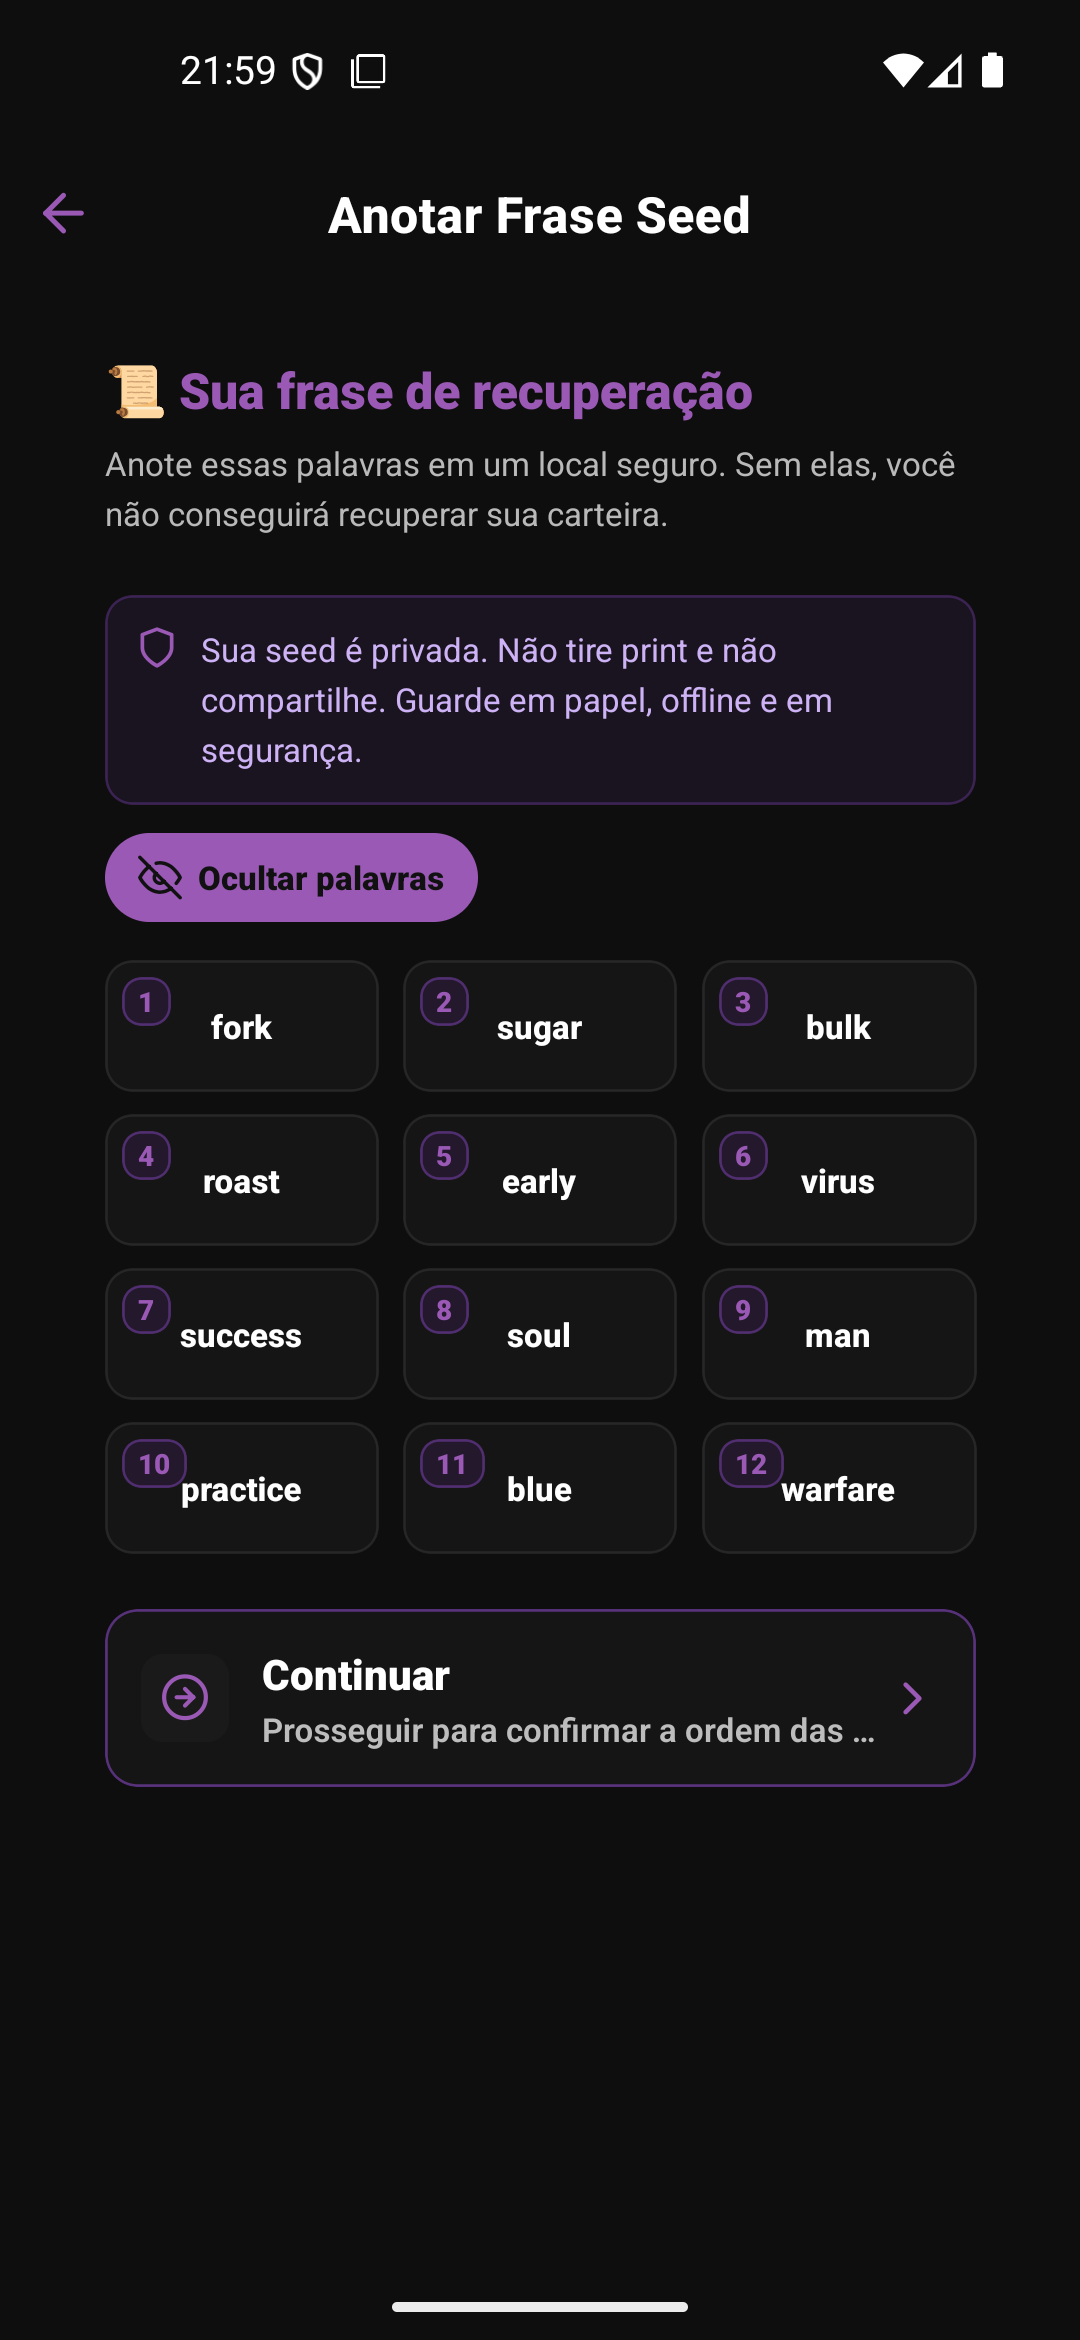 21:59
Anotar Frase Seed
📜 Sua frase de recuperação
Anote essas palavras em um local seguro. Sem elas, você
não conseguirá recuperar sua carteira.
Sua seed é privada. Não tire print e não
compartilhe. Guarde em papel, offline e em
segurança.
Ocultar palavras
1 fork
2 sugar
3 bulk
4 roast
5 early
6 virus
7 success
8 soul
9 man
10 practice
11 blue
12 warfare
Continuar
Prosseguir para confirmar a ordem das ...